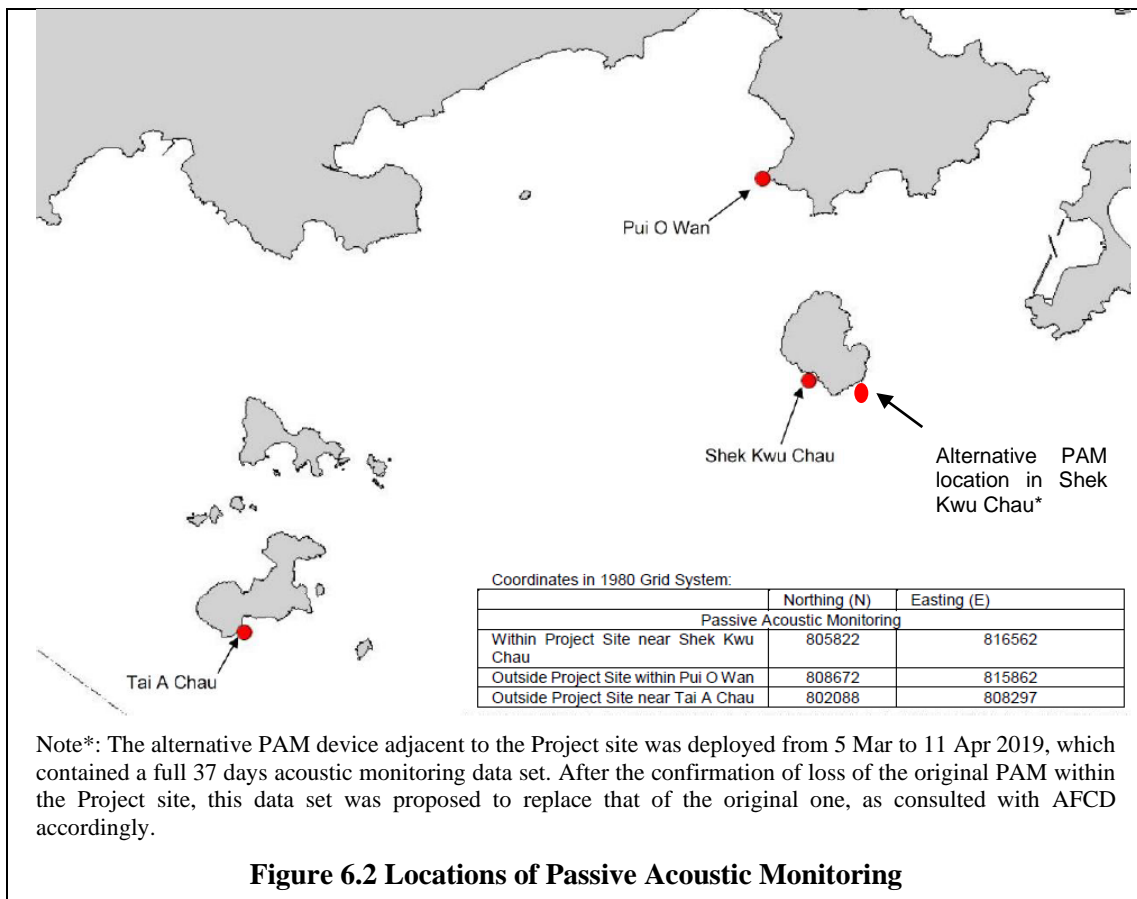 Pui O Wan
Shek Kwu Chau
Alternative PAM
location in Shek
Kwu Chau*
Tai A Chau
Coordinates in 1980 Grid System:
Northing (N) Easting (E)
Passive Acoustic Monitoring
Within Project Site near Shek Kwu
Chau 805822 816562
Outside Project Site within Pui O Wan 808672 815862
Outside Project Site near Tai A Chau 802088 808297
Note*: The alternative PAM device adjacent to the Project site was deployed from 5 Mar to 11 Apr 2019, which
contained a full 37 days acoustic monitoring data set. After the confirmation of loss of the original PAM within
the Project site, this data set was proposed to replace that of the original one, as consulted with AFCD
accordingly.
Figure 6.2 Locations of Passive Acoustic Monitoring